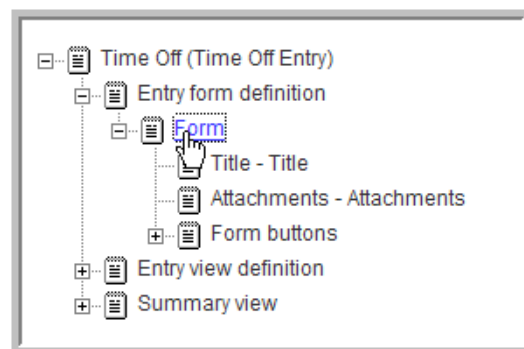 Time Off (Time Off Entry)
Entry form definition
Form
Title - Title
Attachments - Attachments
Form buttons
Entry view definition
Summary view